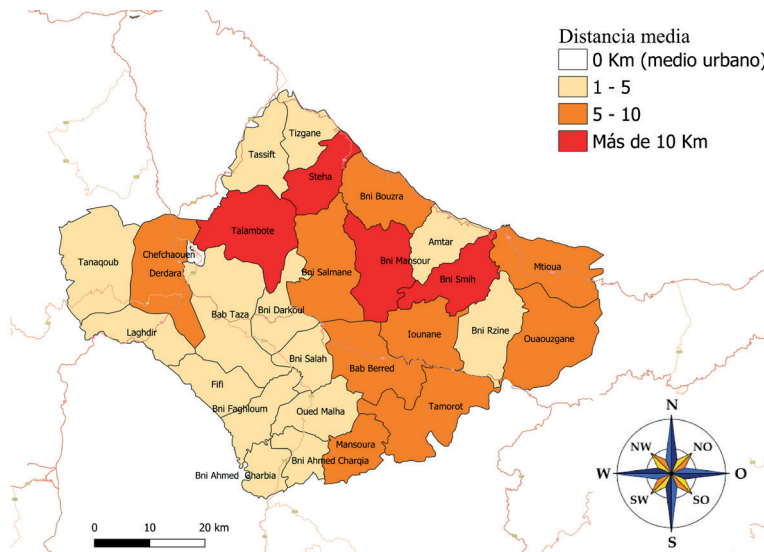 Distancia media
0 Km (medio urbano)
1 - 5
5 - 10
Más de 10 Km
Tizgane
Tassift
Steha
Bni Bouzra
Talambote
Amtar
Tanaqoub
Chefchaouen
Derdara
Bni Salmane
Bni Mansour
Bni Smih
Mtioua
Bab Taza
Bni Darkoul
Laghdir
Iounane
Bni Rzine
Ouaouzgane
Bni Salah
Bab Berred
Fifi
Bni Faghloum
Oued Malha
Tamorot
Mansoura
Bni Ahmed Charqia
Bni Ahmed Gharbia
N
NW NO
W O
SW SO
S
0 10 20 km